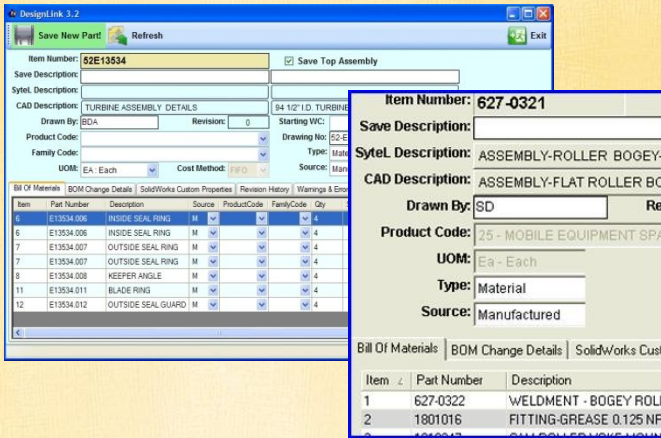 DesignLink 3.2
Save New Part! Refresh Exit
Item Number: 52E13534 Save Top Assembly
Save Description:
SyteL Description:
CAD Description: TURBINE ASSEMBLY DETAILS 94 1/2" I.D. TURBINE
Drawn By: BDA Revision: 0 Starting WC:
Product Code: Drawing No: 52-E
Family Code: Type: Mate
UOM: EA : Each Cost Method: FIFO Source: Manu
Bill Of Materials BOM Change Details SolidWorks Custom Properties Revision History Warnings & Erro
Item Part Number Description Source ProductCode FamilyCode Qty
6 E13534.006 INSIDE SEAL RING M 4
6 E13534.006 INSIDE SEAL RING M 4
7 E13534.007 OUTSIDE SEAL RING M 4
7 E13534.007 OUTSIDE SEAL RING M 4
8 E13534.008 KEEPER ANGLE M 4
11 E13534.011 BLADE RING M 4
12 E13534.012 OUTSIDE SEAL GUARD M 4
Item Number: 627-0321
Save Description:
SyteL Description: ASSEMBLY-ROLLER BOGEY-
CAD Description: ASSEMBLY-FLAT ROLLER BO
Drawn By: SD Re
Product Code: 25 - MOBILE EQUIPMENT SPA
UOM: Ea - Each
Type: Material
Source: Manufactured
Bill Of Materials BOM Change Details SolidWorks Cust
Item Part Number Description
1 627-0322 WELDMENT - BOGEY ROLL
2 1801016 FITTING-GREASE 0.125 NP